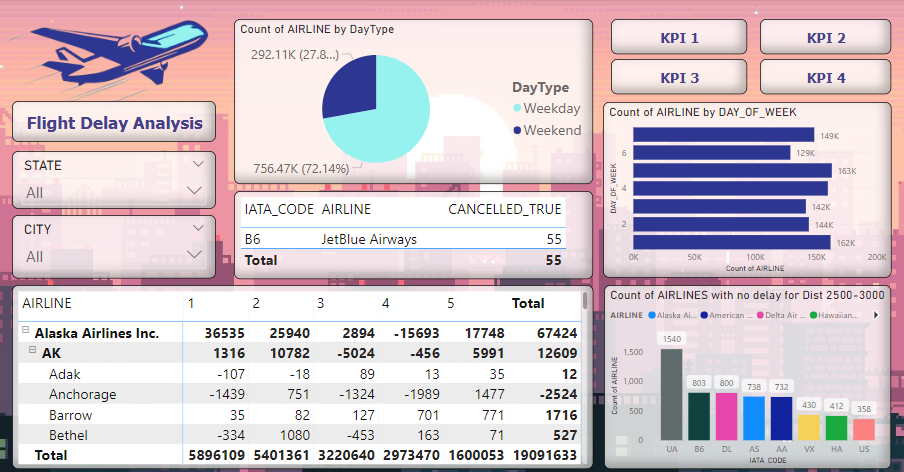 Flight Delay Analysis
STATE
All
CITY
All
Count of AIRLINE by DayType
292.11K (27.8...)
756.47K (72.14%)
DayType
Weekday
Weekend
IATA_CODE AIRLINE CANCELLED_TRUE
B6 JetBlue Airways 55
Total 55
KPI 1 KPI 2
KPI 3 KPI 4
Count of AIRLINE by DAY_OF_WEEK
DAY_OF_WEEK
149K
6 129K
163K
4
142K
2 144K
162K
0K 50K 100K 150K 200K
Count of AIRLINE
AIRLINE 1 2 3 4 5 Total
Alaska Airlines Inc. 36535 25940 2894 -15693 17748 67424
AK 1316 10782 -5024 -456 5991 12609
Adak -107 -18 89 13 35 12
Anchorage -1439 751 -1324 -1989 1477 -2524
Barrow 35 82 127 701 771 1716
Bethel -334 1080 -453 163 71 527
Total 5896109 5401361 3220640 2973470 1600053 19091633
Count of AIRLINES with no delay for Dist 2500-3000
AIRLINE Alaska Ai... American ... Delta Air ... Hawaiian...
Count of AIRLINE
1,500
1,000
500
0
1540 803 800 738 732 430 412 358
UA B6 DL AS AA VX HA US
IATA_CODE